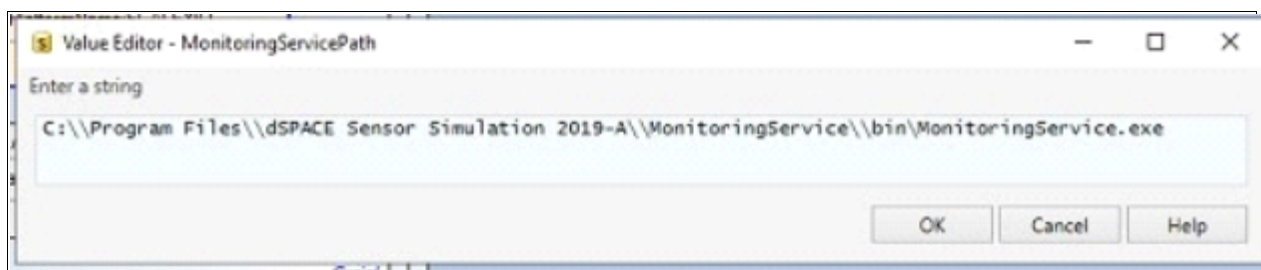 Value Editor - MonitoringServicePath
Enter a string
C:\\Program Files\\dSPACE Sensor Simulation 2019-A\\MonitoringService\\bin\MonitoringService.exe
OK Cancel Help